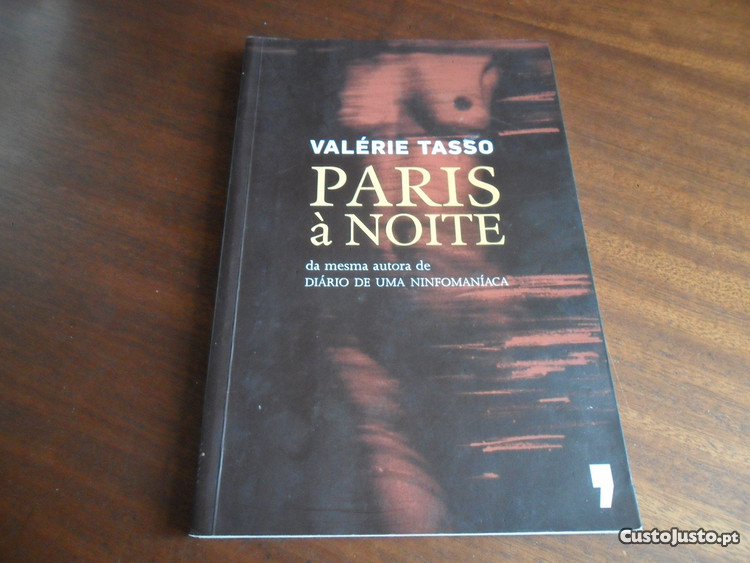 VALÉRIE TASSO
PARIS
à NOITE
da mesma autora de
DIÁRIO DE UMA NINFOMANÍACA
CustoJusto.pt